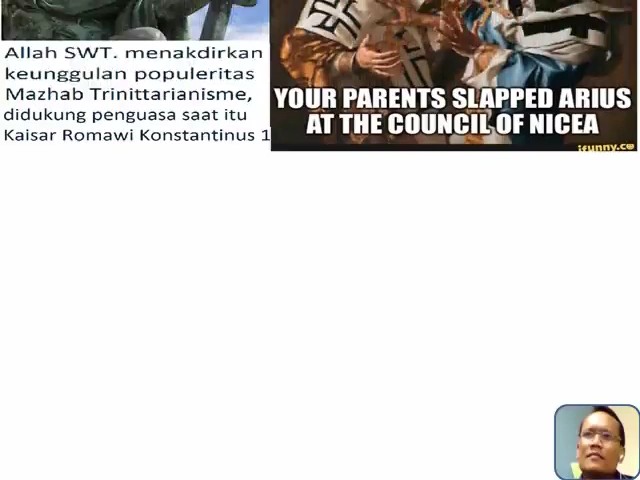 Allah SWT. menakdirkan
keunggulan populeritas
Mazhab Trinittarianisme,
didukung penguasa saat itu
Kaisar Romawi Konstantinus 1
YOUR PARENTS SLAPPED ARIUS
AT THE COUNCIL OF NICEA
ifunny.co